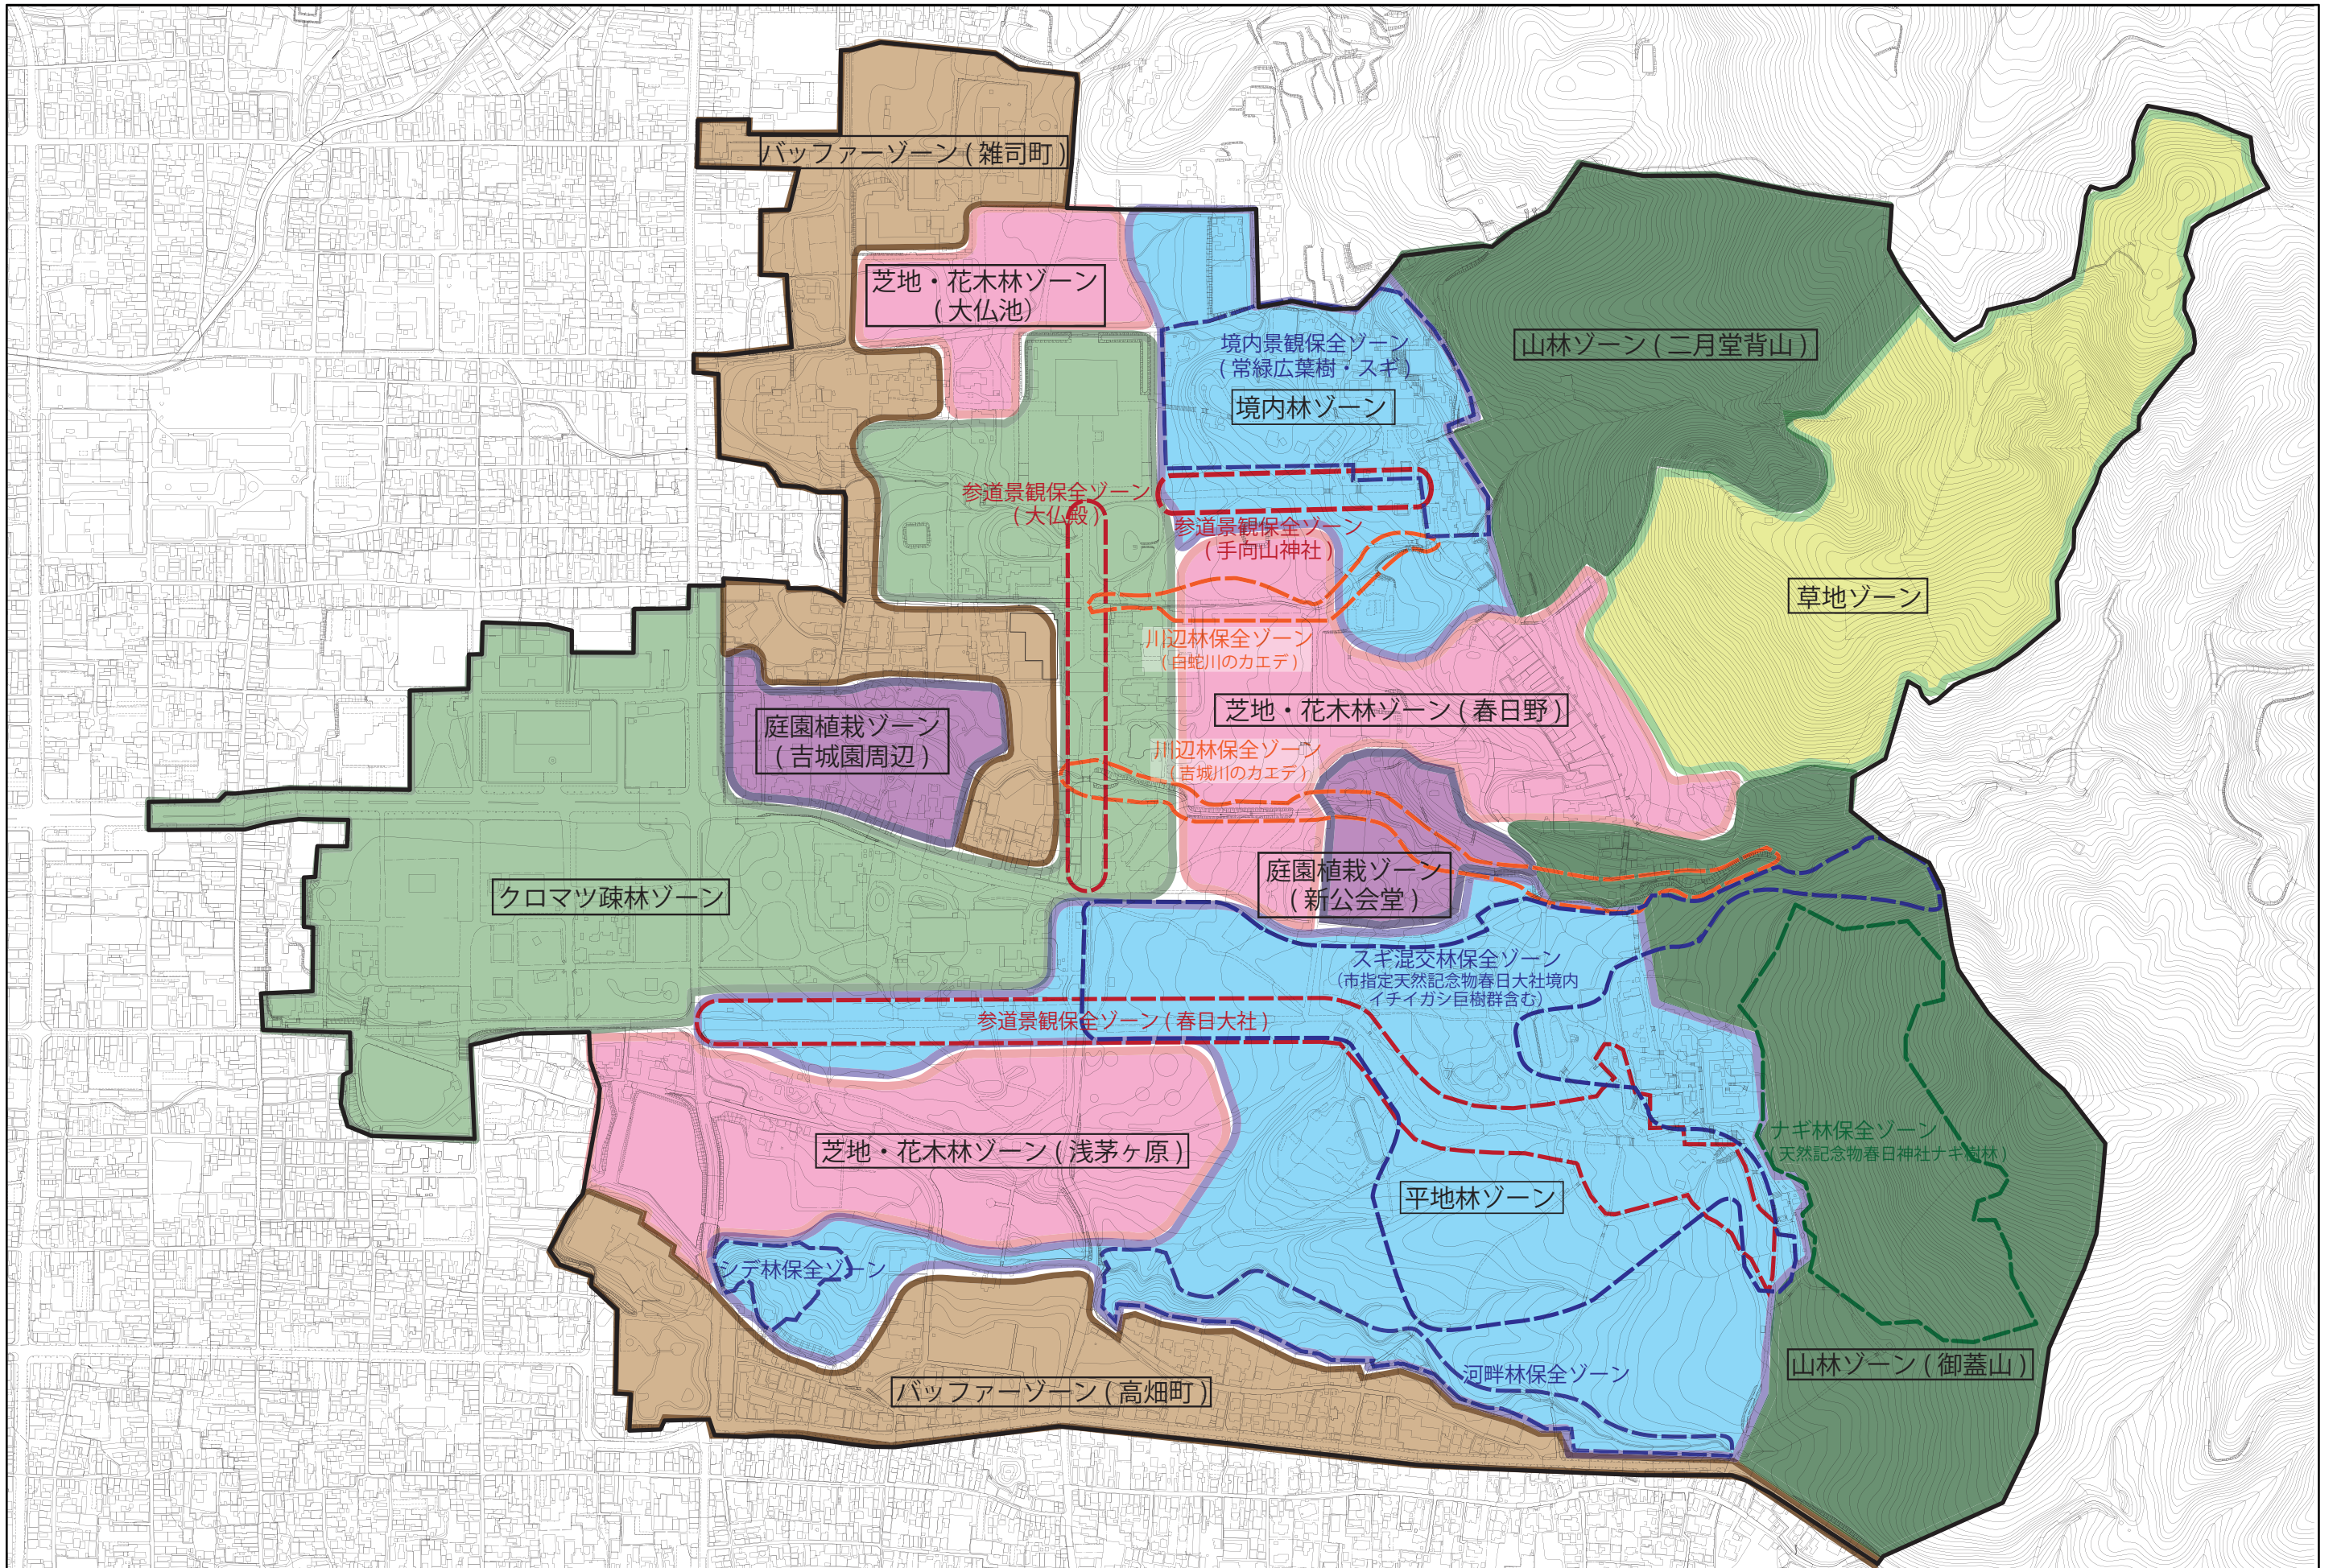 バッファーゾーン(雑司町)
芝地・花木林ゾーン
(大仏池)
境内景観保全ゾーン
(常緑広葉樹・スギ)
境内林ゾーン
山林ゾーン(二月堂背山)
参道景観保全ゾーン
(大仏殿)
参道景観保全ゾーン
(手向山神社)
草地ゾーン
川辺林保全ゾーン
(白蛇川のカエデ)
芝地・花木林ゾーン(春日野)
庭園植栽ゾーン
(吉城園周辺)
川辺林保全ゾーン
(吉城川のカエデ)
クロマツ疎林ゾーン
庭園植栽ゾーン
(新公会堂)
スギ混交林保全ゾーン
(市指定天然記念物春日大社境内
イチイガシ巨樹群含む)
参道景観保全ゾーン(春日大社)
芝地・花木林ゾーン(浅茅ヶ原)
ナギ林保全ゾーン
(天然記念物春日神社ナギ樹林)
平地林ゾーン
シデ林保全ゾーン
山林ゾーン(御蓋山)
河畔林保全ゾーン
バッファーゾーン(高畑町)